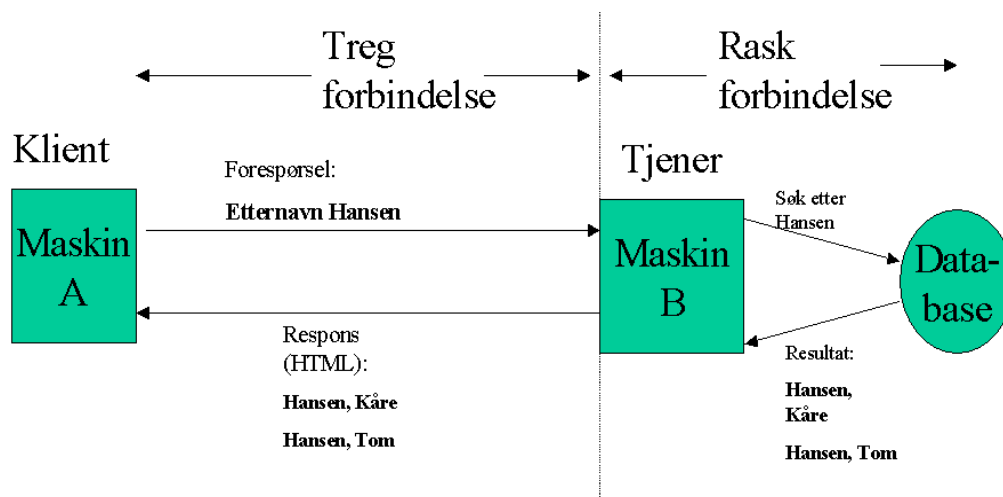 Treg
forbindelse
Rask
forbindelse
Klient
Forespørsel:
Etternavn Hansen
Tjener
Søk etter
Hansen
Maskin
A
Maskin
B
Data-
base
Respons
(HTML):
Hansen, Kåre
Hansen, Tom
Resultat:
Hansen,
Kåre
Hansen, Tom